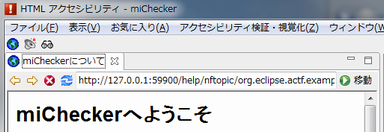 HTML アクセシビリティ - miChecker
ファイル(F) 表示(V) お気に入り(A) アクセシビリティ検証・視覚化(Z) ウィンドウ(W
miCheckerについて
http://127.0.0.1:59900/help/nftopic/org.eclipse.actf.examp 移動
miCheckerへようこそ